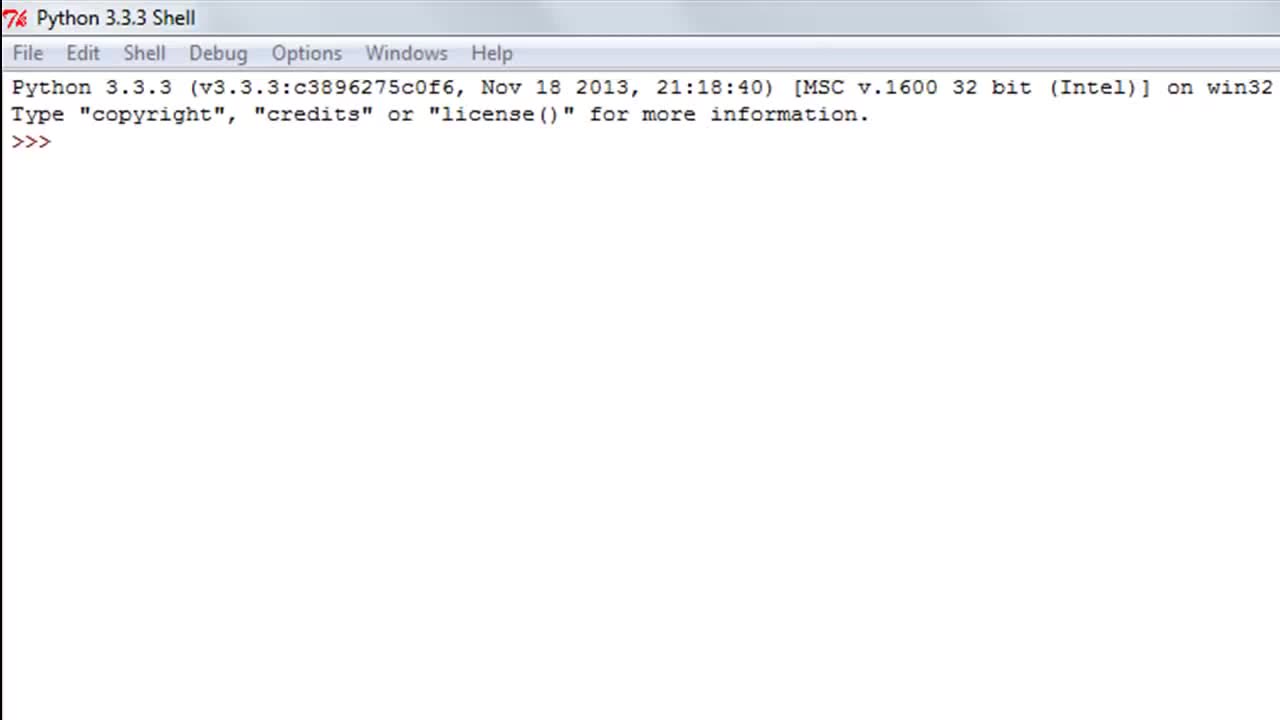 Python 3.3.3 Shell
File Edit Shell Debug Options Windows Help
Python 3.3.3 (v3.3.3:c3896275c0f6, Nov 18 2013, 21:18:40) [MSC v.1600 32 bit (Intel)] on win32
Type "copyright", "credits" or "license()" for more information.
>>>